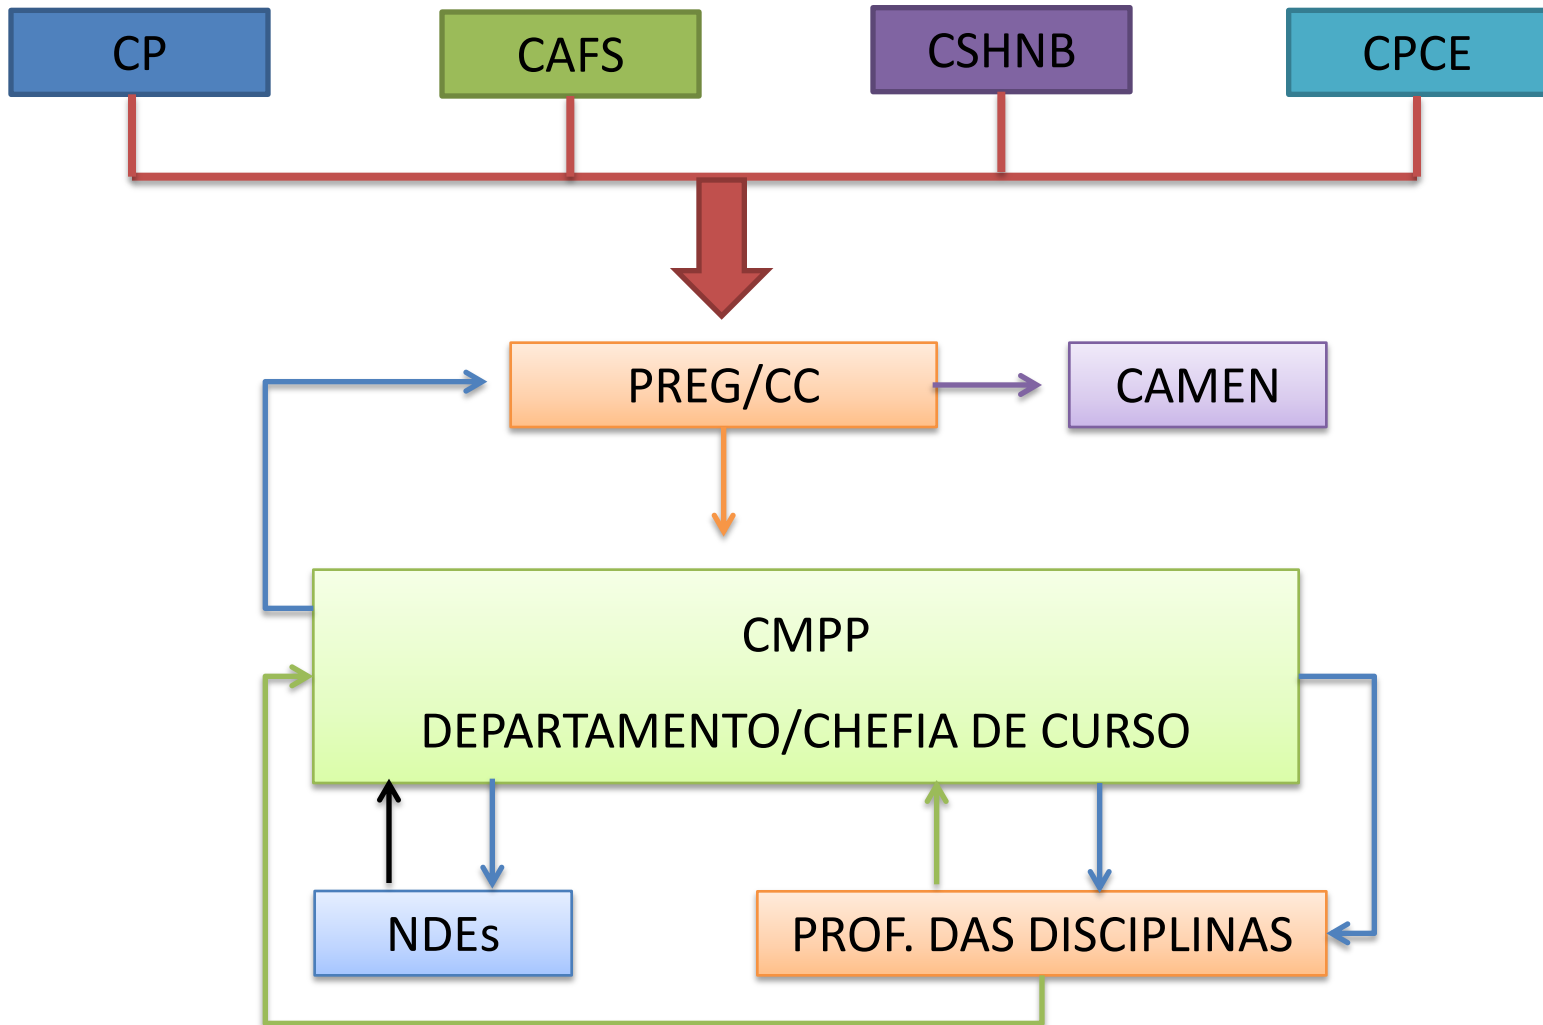 CP
CAFS
CSHNB
CPCE
PREG/CC
CAMEN
CMPP
DEPARTAMENTO/CHEFIA DE CURSO
NDEs
PROF. DAS DISCIPLINAS